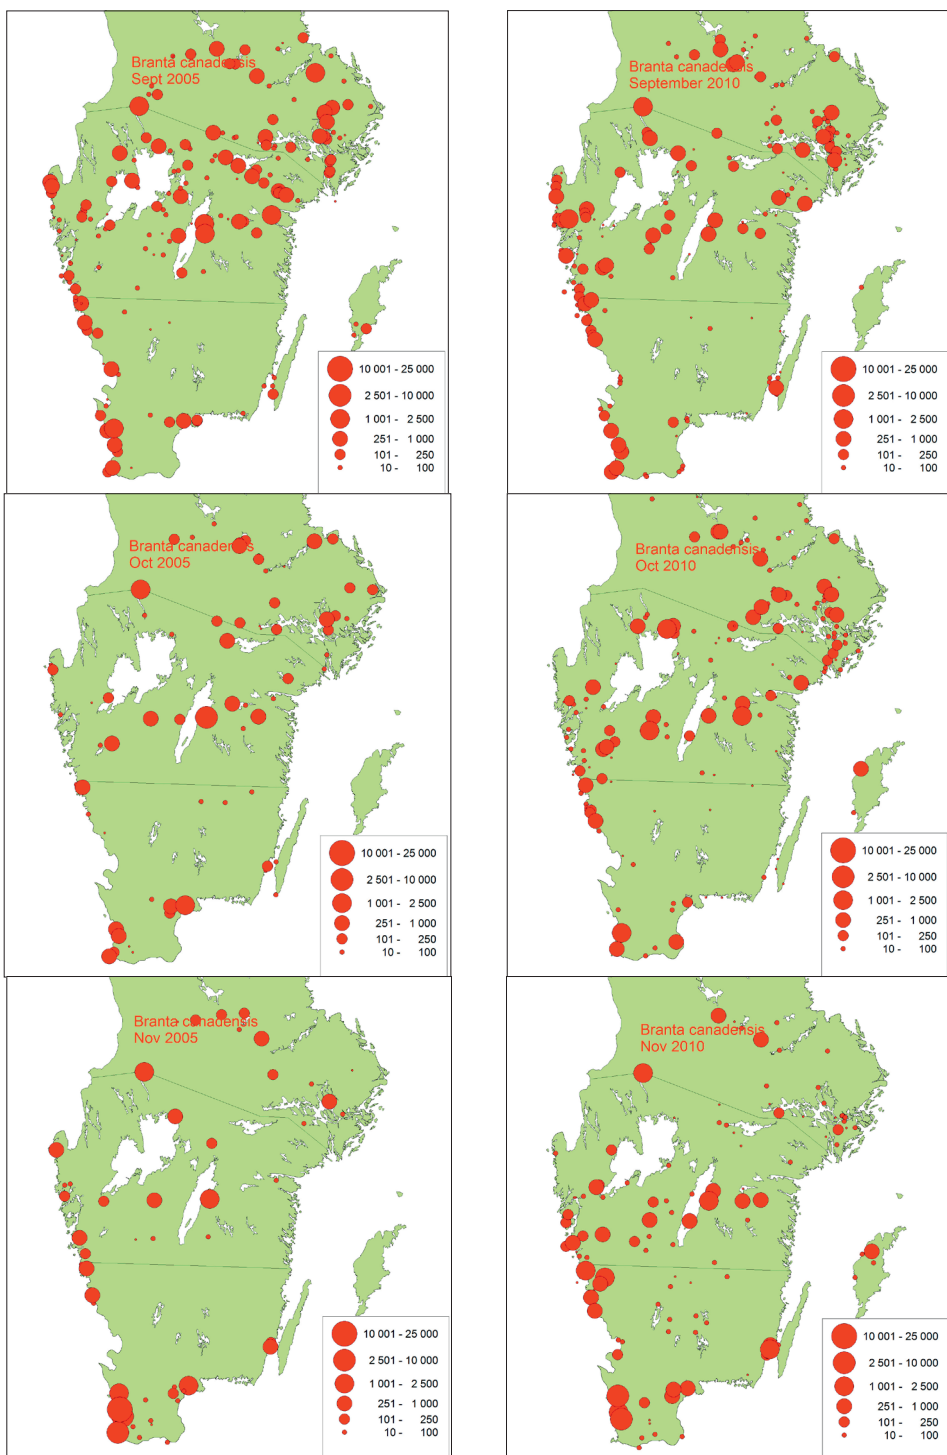 Branta canadensis
Sept 2005
10 001 - 25 000
2 501 - 10 000
1 001 - 2 500
251 - 1 000
101 - 250
10 - 100
Branta canadensis
September 2010
10 001 - 25 000
2 501 - 10 000
1 001 - 2 500
251 - 1 000
101 - 250
10 - 100
Branta canadensis
Oct 2005
10 001 - 25 000
2 501 - 10 000
1 001 - 2 500
251 - 1 000
101 - 250
10 - 100
Branta canadensis
Oct 2010
10 001 - 25 000
2 501 - 10 000
1 001 - 2 500
251 - 1 000
101 - 250
10 - 100
Branta canadensis
Nov 2005
10 001 - 25 000
2 501 - 10 000
1 001 - 2 500
251 - 1 000
101 - 250
10 - 100
Branta canadensis
Nov 2010
10 001 - 25 000
2 501 - 10 000
1 001 - 2 500
251 - 1 000
101 - 250
10 - 100